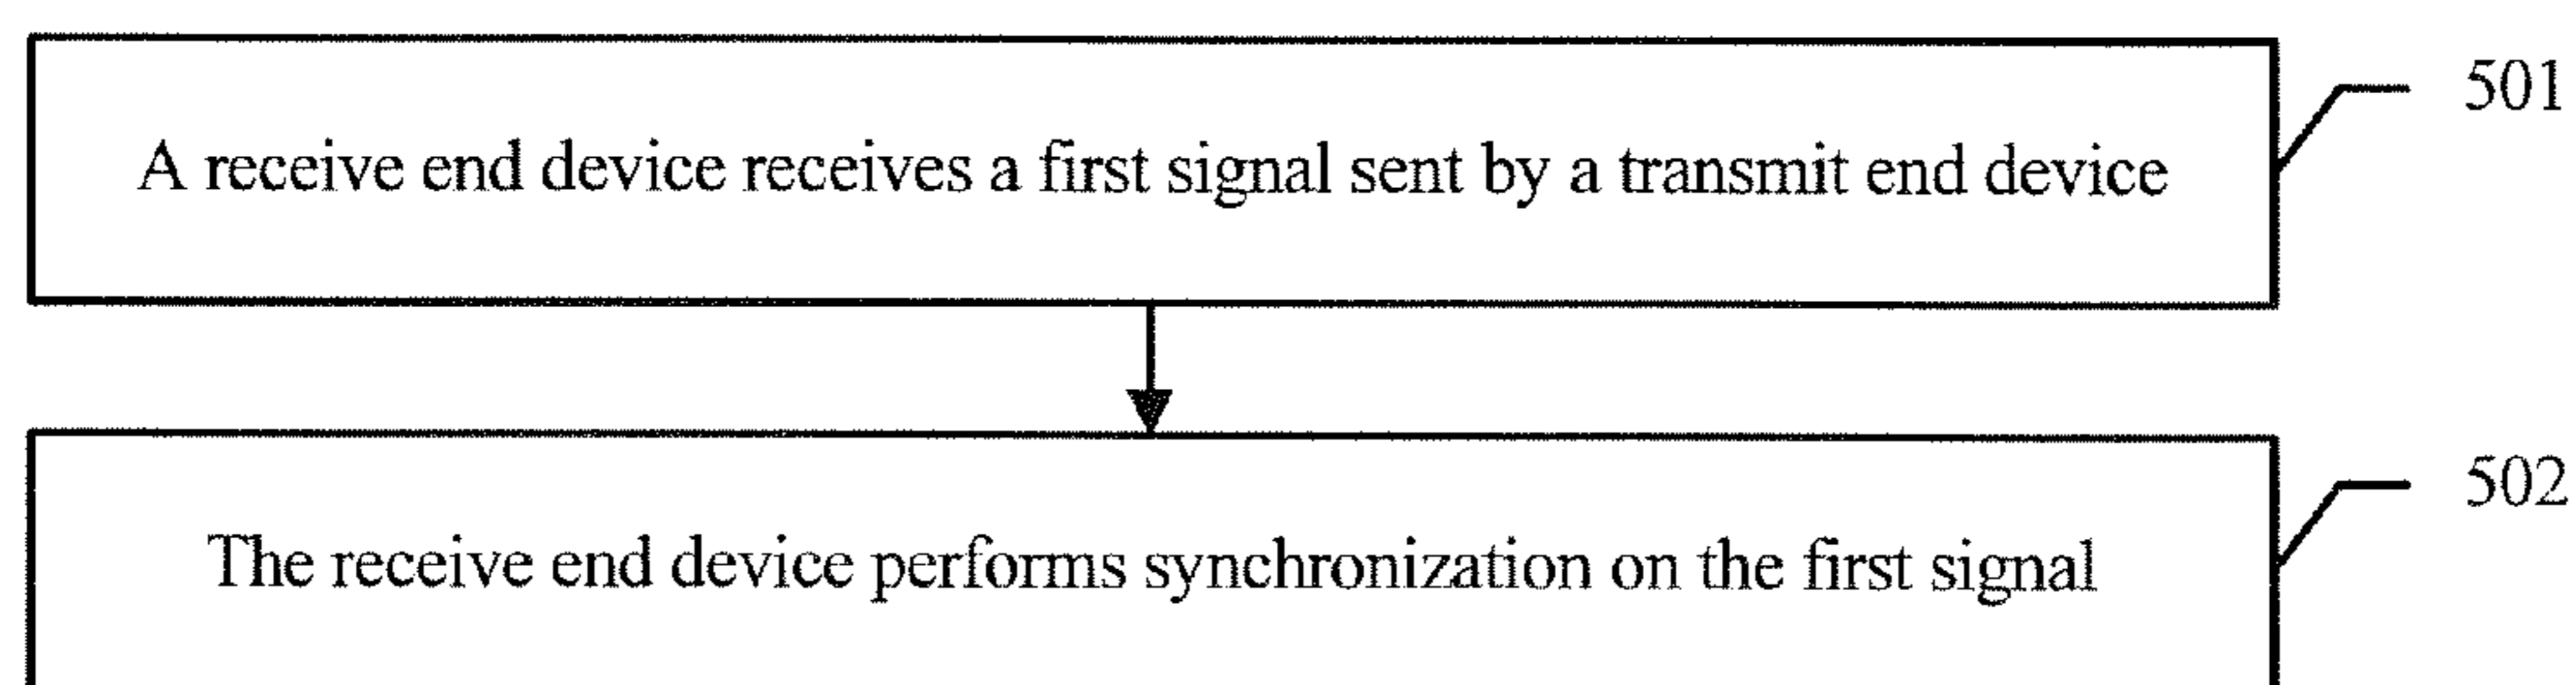 501
A receive end device receives a first signal sent by a transmit end device
502
The receive end device performs synchronization on the first signal